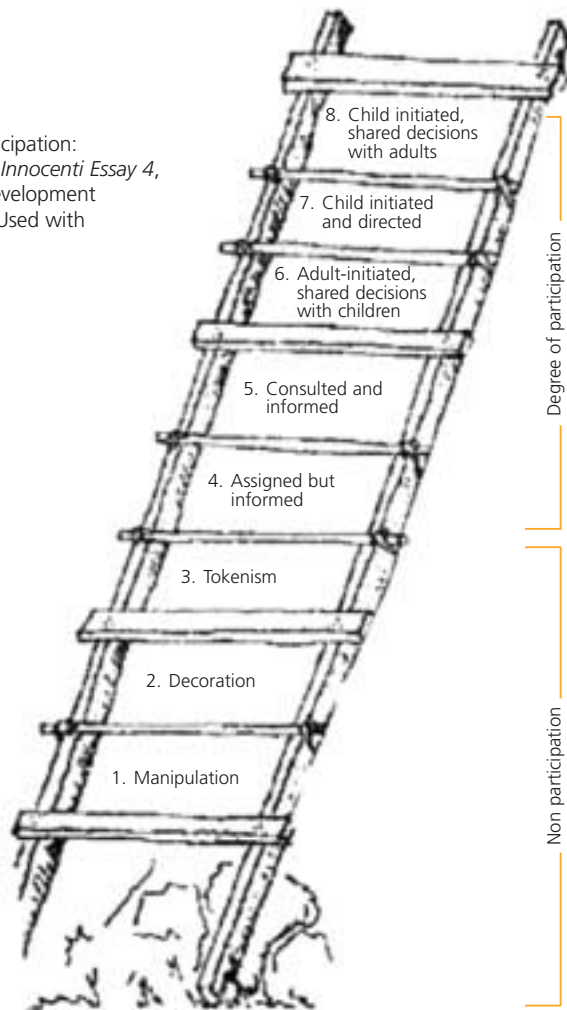 cipation:
Innocenti Essay 4,
evelopment
Used with
8. Child initiated,
shared decisions
with adults
7. Child initiated
and directed
6. Adult-initiated,
shared decisions
with children
5. Consulted and
informed
4. Assigned but
informed
3. Tokenism
2. Decoration
1. Manipulation
Degree of participation
Non participation